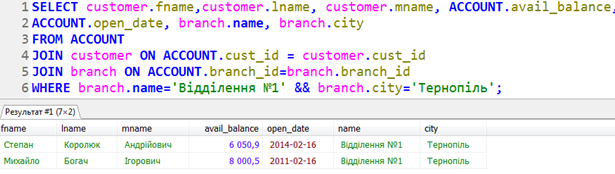 1 SELECT customer.fname,customer.lname, customer.mname, ACCOUNT.avail_balance,
2 ACCOUNT.open_date, branch.name, branch.city
3 FROM ACCOUNT
4 JOIN customer ON ACCOUNT.cust_id = customer.cust_id
5 JOIN branch ON ACCOUNT.branch_id=branch.branch_id
6 WHERE branch.name='Відділення №1' && branch.city='Тернопіль';
Результат #1 (7×2)
fname lname mname avail_balance open_date name city
Степан Королюк Андрійович 6 050,9 2014-02-16 Відділення №1 Тернопіль
Михайло Богач Ігорович 8 000,5 2011-02-16 Відділення №1 Тернопіль